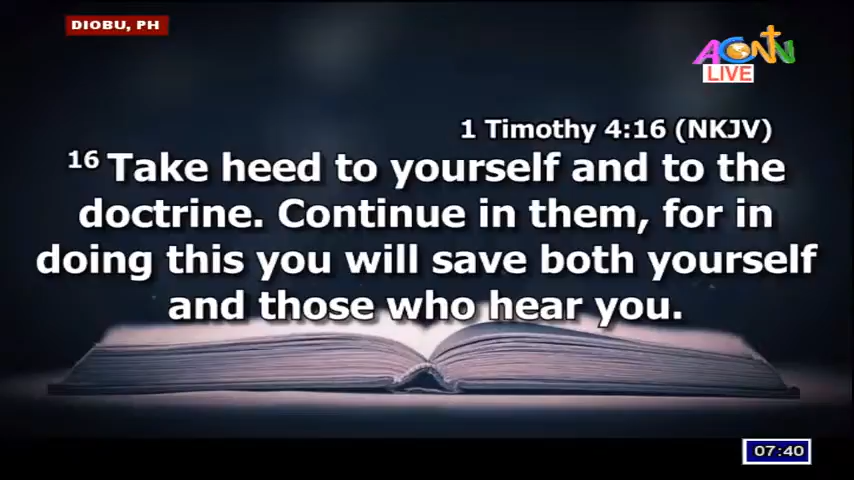 DIOBU, PH
ACNN
LIVE
1 Timothy 4:16 (NKJV)
16 Take heed to yourself and to the
doctrine. Continue in them, for in
doing this you will save both yourself
and those who hear you.
07:40